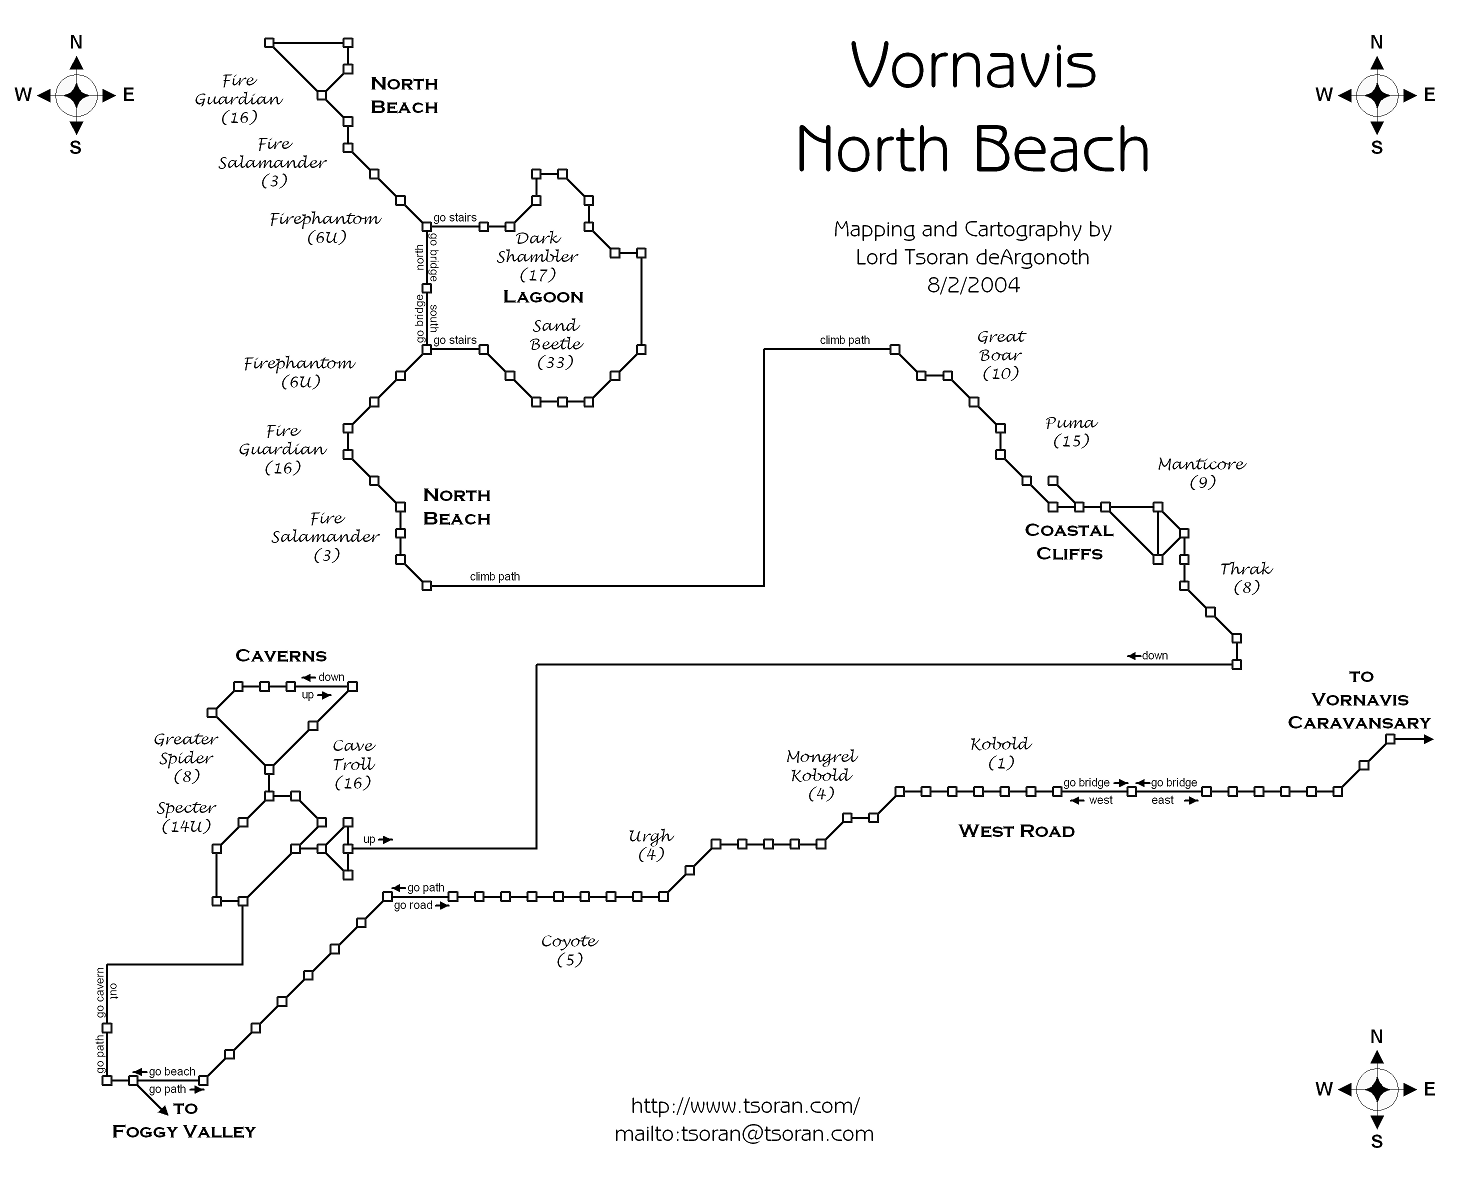 N
W
E
S
Vornavis
North Beach
N
W
E
S
Mapping and Cartography by
Lord Tsoran deArgonoth
8/2/2004
Fire
Guardian
(16)
NORTH
BEACH
Fire
Salamander
(3)
Firephantom
(6U)
go stairs
north
go bridge
Dark
Shambler
(17)
LAGOON
go bridge
south
go stairs
Sand
Beetle
(33)
Firephantom
(6U)
Fire
Guardian
(16)
NORTH
BEACH
Fire
Salamander
(3)
climb path
climb path
Great
Boar
(10)
Puma
(15)
Manticore
(9)
COASTAL
CLIFFS
Thrak
(8)
down
CAVERNS
down
up
Greater
Spider
(8)
Cave
Troll
(16)
Specter
(14U)
up
TO
VORNAVIS
CARAVANSARY
Kobold
(1)
go bridge
west
go bridge
east
WEST ROAD
Mongrel
Kobold
(4)
Urgh
(4)
go path
go road
Coyote
(5)
go cavern
out
go path
go beach
go path
TO
FOGGY VALLEY
http://www.tsoran.com/
mailto:tsoran@tsoran.com
N
W
E
S